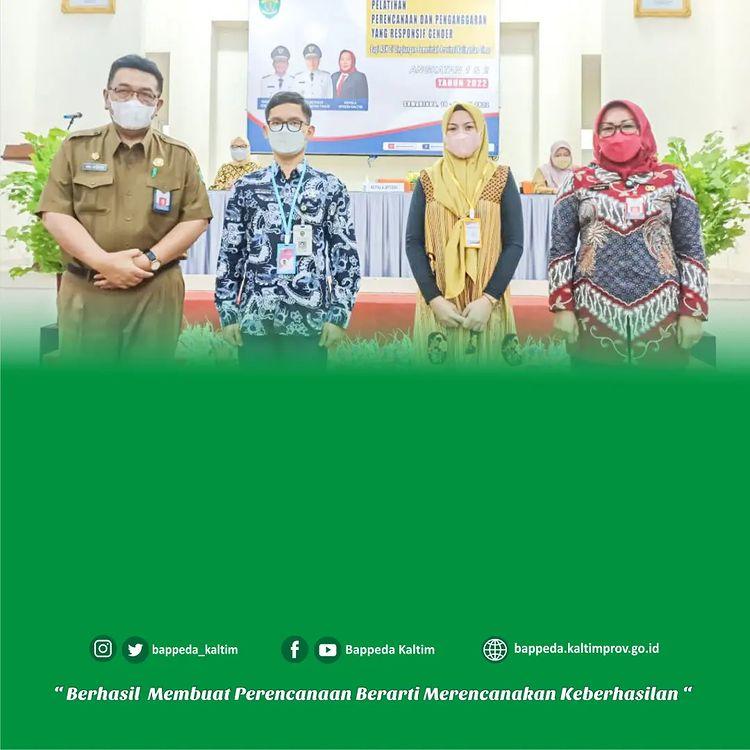 PELATIHAN
PERENCANAAN DAN PENGANGGARAN
YANG RESPONSIF GENDER
ANGKATAN 1 & 2
TAHUN 2022
bappeda_kaltim
Bappeda Kaltim
bappeda.kaltimprov.go.id
“ Berhasil Membuat Perencanaan Berarti Merencanakan Keberhasilan “